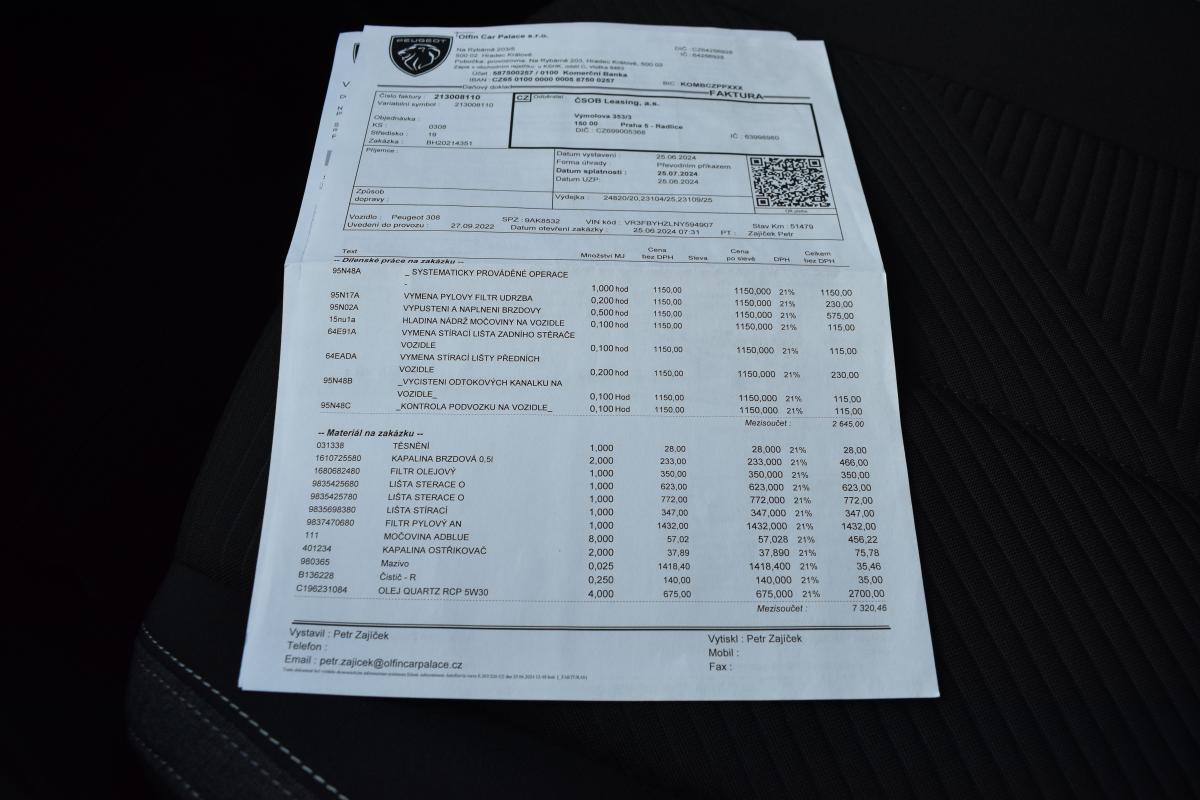 PEUGEOT
Olfin Car Palace s.r.o.
Na Rybárně 203/5
500 02 Hradec Králové
Pobočka: provozovna, Na Rybárně 203, Hradec Králové, 500 02
Účet : 587500257 / 0100 Komerční Banka
IBAN : CZ65 0100 0000 0005 8750 0257
DIČ : CZ64256928
IČ : 64256928
BIC : KOMBCZPPXXX
Daňový doklad
FAKTURA
Číslo faktury : 213008110
Variabilní symbol : 213008110
Objednávka :
KS : 0308
Středisko : 19
Zakázka : BH20214351
CZ Odběratel : ČSOB Leasing, a.s.
Výmolova 353/3
150 00 Praha 5 - Radlice
DIČ : CZ699005368 IČ : 63998980
Příjemce :
Způsob
dopravy :
Datum vystavení : 25.06.2024
Forma úhrady : Převodním příkazem
Datum splatnosti : 25.07.2024
Datum UZP: 25.06.2024
Výdejka : 24820/20,23104/25,23109/25
QR platba
Vozidlo : Peugeot 308 SPZ : 9AK8532 VIN kód : VR3FBYHZLNY594907 Stav Km : 51479
Uvedení do provozu : 27.09.2022 Datum otevření zakázky : 25.06.2024 07:31 PT : Zajíček Petr
Text Množství MJ Cena bez DPH Sleva Cena po slevě DPH Celkem bez DPH
-- Dílenské práce na zakázku --
95N48A _ SYSTEMATICKY PROVÁDĚNÉ OPERACE
- 1,000 hod 1150,00 1150,000 21% 1150,00
95N17A VYMENA PYLOVY FILTR UDRZBA 0,200 hod 1150,00 1150,000 21% 230,00
95N02A VYPUSTENI A NAPLNENI BRZDOVY 0,500 hod 1150,00 1150,000 21% 575,00
15nu1a HLADINA NÁDRŽ MOČOVINY NA VOZIDLE 0,100 hod 1150,00 1150,000 21% 115,00
64E91A VYMENA STÍRACÍ LIŠTA ZADNÍHO STĚRAČE
VOZIDLE 0,100 hod 1150,00 1150,000 21% 115,00
64EADA VYMENA STÍRACÍ LIŠTY PŘEDNÍCH
VOZIDLE 0,200 hod 1150,00 1150,000 21% 230,00
95N48B _VYCISTENI ODTOKOVÝCH KANALKU NA
VOZIDLE_ 0,100 Hod 1150,00 1150,000 21% 115,00
95N48C _KONTROLA PODVOZKU NA VOZIDLE_ 0,100 Hod 1150,00 1150,000 21% 115,00
Mezisoučet : 2 645,00
-- Materiál na zakázku --
031338 TĚSNĚNÍ 1,000 28,00 28,000 21% 28,00
1610725580 KAPALINA BRZDOVÁ 0,5l 2,000 233,00 233,000 21% 466,00
1680682480 FILTR OLEJOVÝ 1,000 350,00 350,000 21% 350,00
9835425680 LIŠTA STERACE O 1,000 623,00 623,000 21% 623,00
9835425780 LIŠTA STERACE O 1,000 772,00 772,000 21% 772,00
9835698380 LIŠTA STÍRACÍ 1,000 347,00 347,000 21% 347,00
9837470680 FILTR PYLOVÝ AN 1,000 1432,00 1432,000 21% 1432,00
111 MOČOVINA ADBLUE 8,000 57,02 57,028 21% 456,22
401234 KAPALINA OSTŘIKOVAČ 2,000 37,89 37,890 21% 75,78
980365 Mazivo 0,025 1418,40 1418,400 21% 35,46
B136228 Čistič - R 0,250 140,00 140,000 21% 35,00
C196231084 OLEJ QUARTZ RCP 5W30 4,000 675,00 675,000 21% 2700,00
Mezisoučet : 7 320,46
Vystavil : Petr Zajíček
Telefon :
Email : petr.zajicek@olfincarpalace.cz
Vytiskl : Petr Zajíček
Mobil :
Fax :